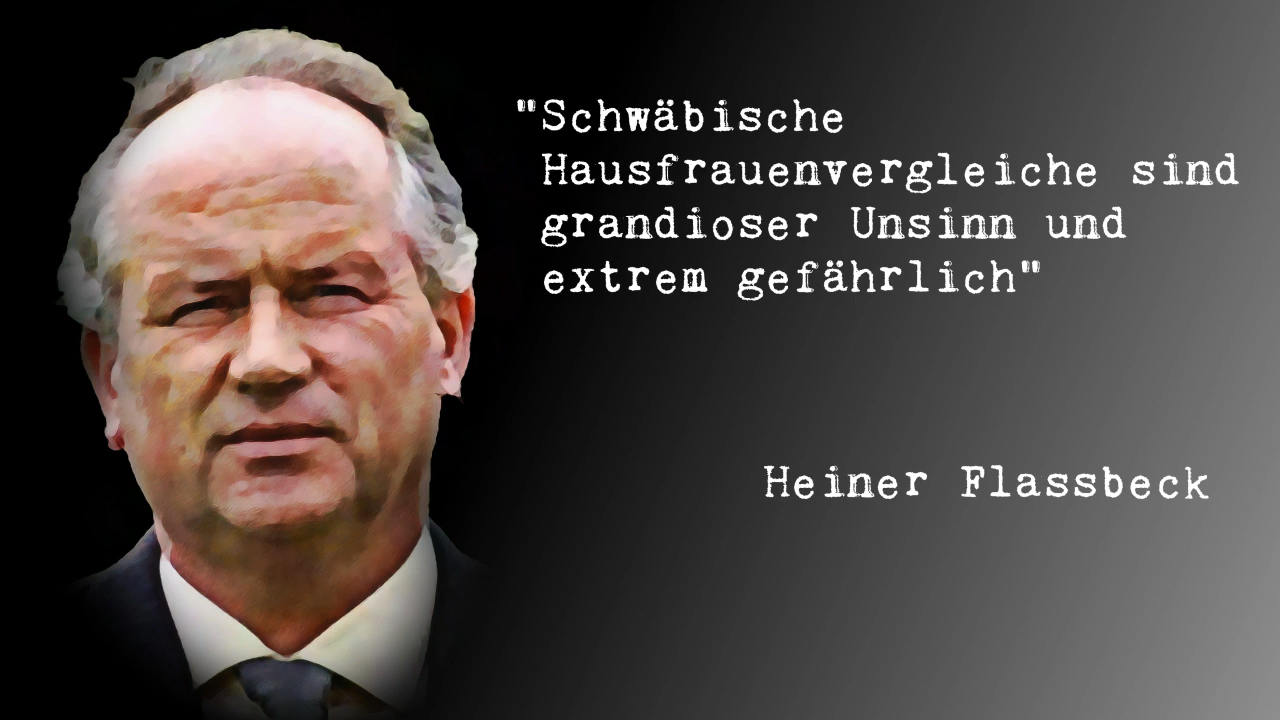 "Schwäbische
Hausfrauenvergleiche sind
grandioser Unsinn und
extrem gefährlich"
Heiner Flassbeck